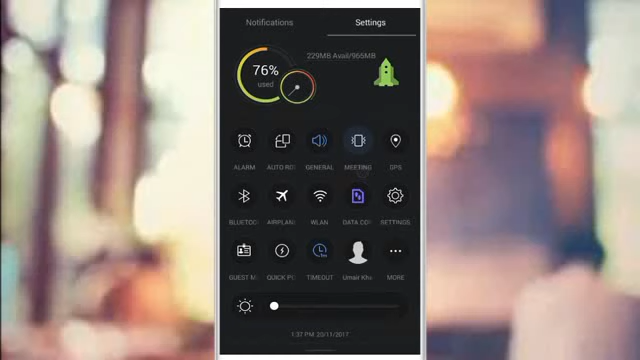 Notifications Settings
229MB Avail/965MB
76%
used
ALARM AUTO RO GENERAL MEETING GPS
BLUETOO AIRPLAN WLAN DATA CO SETTINGS
GUEST M QUICK P TIMEOUT Umair Kh MORE
1:37 PM 20/11/2017